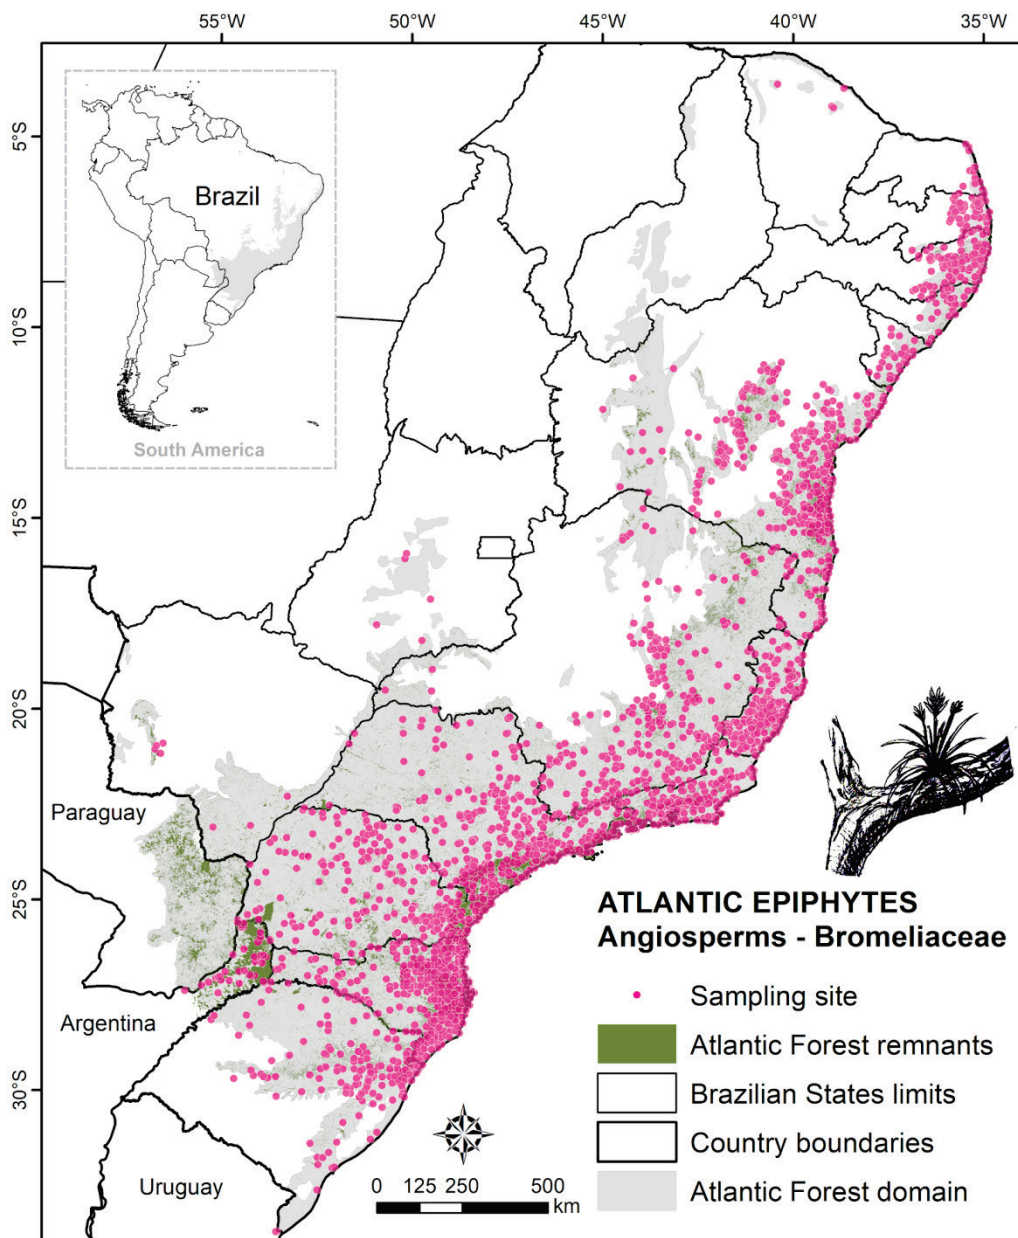 55°W 50°W 45°W 40°W 35°W
5°S
10°S
15°S
20°S
25°S
30°S
Brazil
South America
Paraguay
Argentina
Uruguay
ATLANTIC EPIPHYTES
Angiosperms - Bromeliaceae
Sampling site
Atlantic Forest remnants
Brazilian States limits
Country boundaries
Atlantic Forest domain
0 125 250 500
km